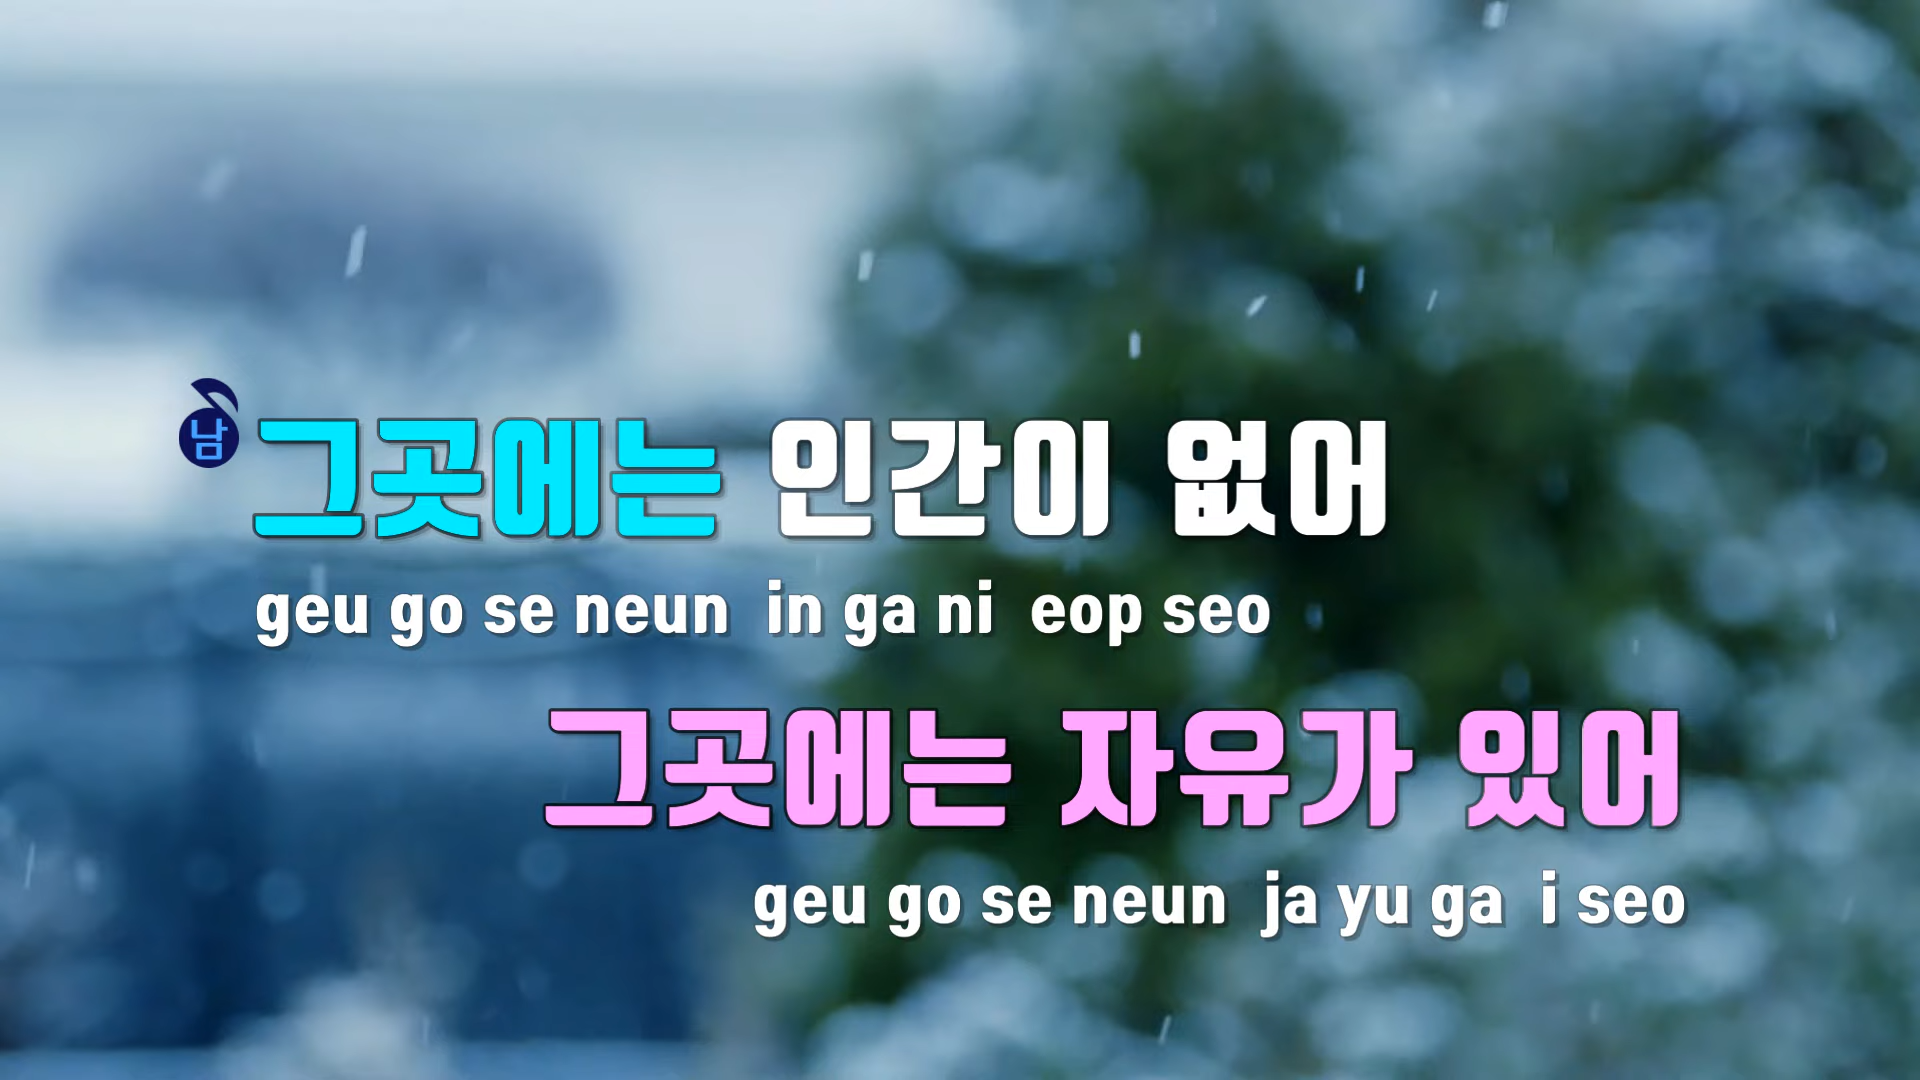 남
그곳에는 인간이 없어
geu go se neun in ga ni eop seo
그곳에는 자유가 있어
geu go se neun ja yu ga i seo